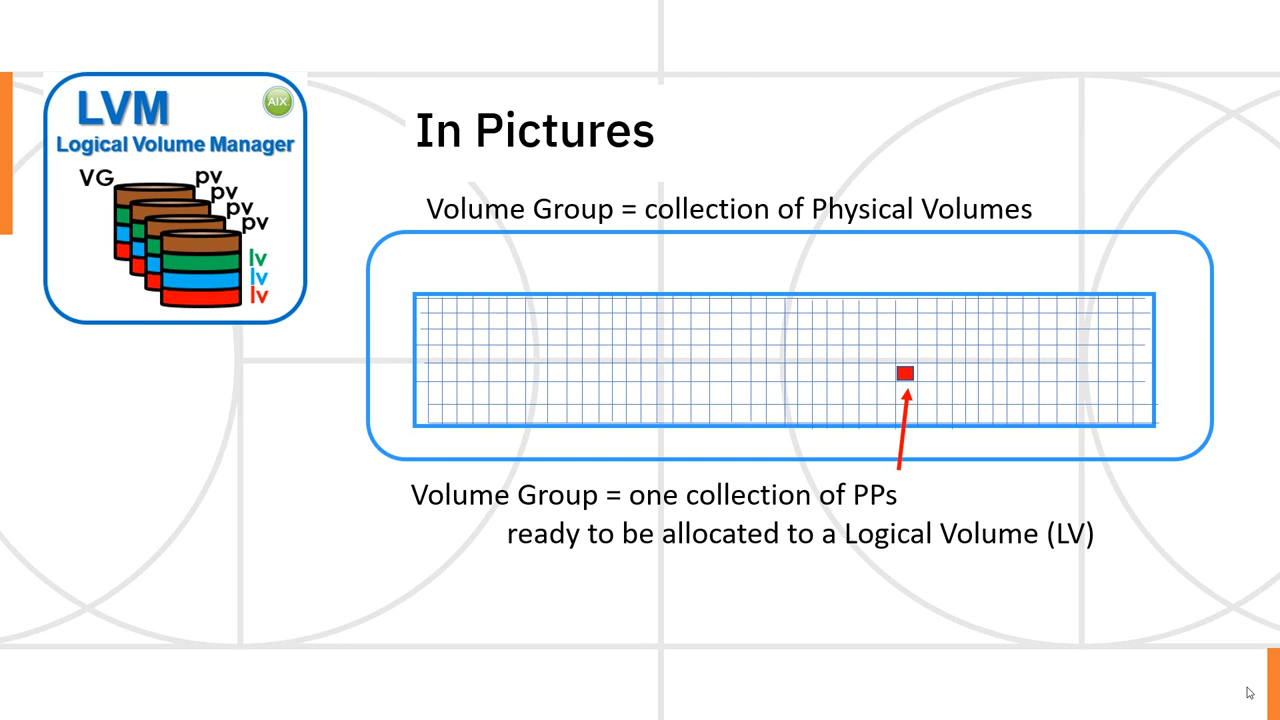 LVM
AIX
Logical Volume Manager
VG
pv
pv
pv
pv
lv
lv
lv
In Pictures
Volume Group = collection of Physical Volumes
Volume Group = one collection of PPs
ready to be allocated to a Logical Volume (LV)